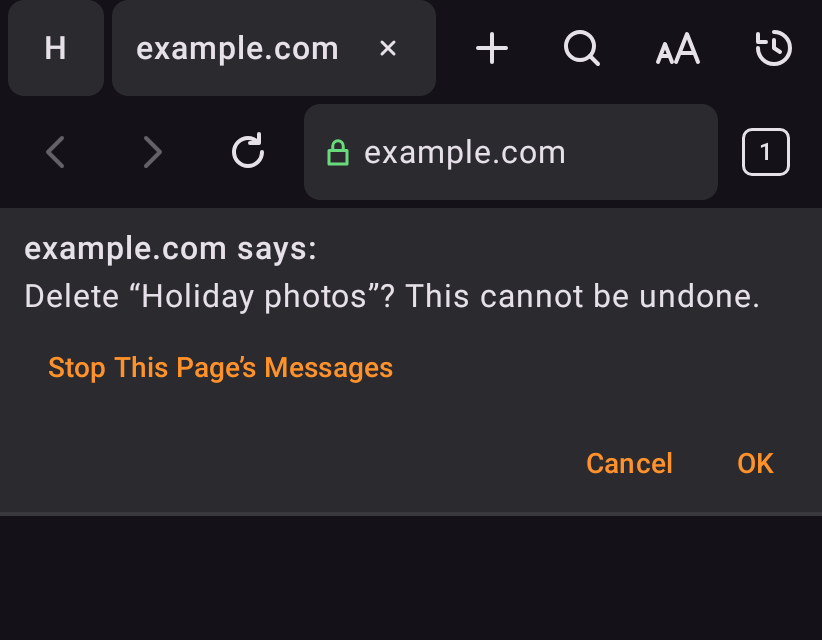 H
example.com
AA
example.com
1
example.com says:
Delete “Holiday photos”? This cannot be undone.
Stop This Page’s Messages
Cancel OK